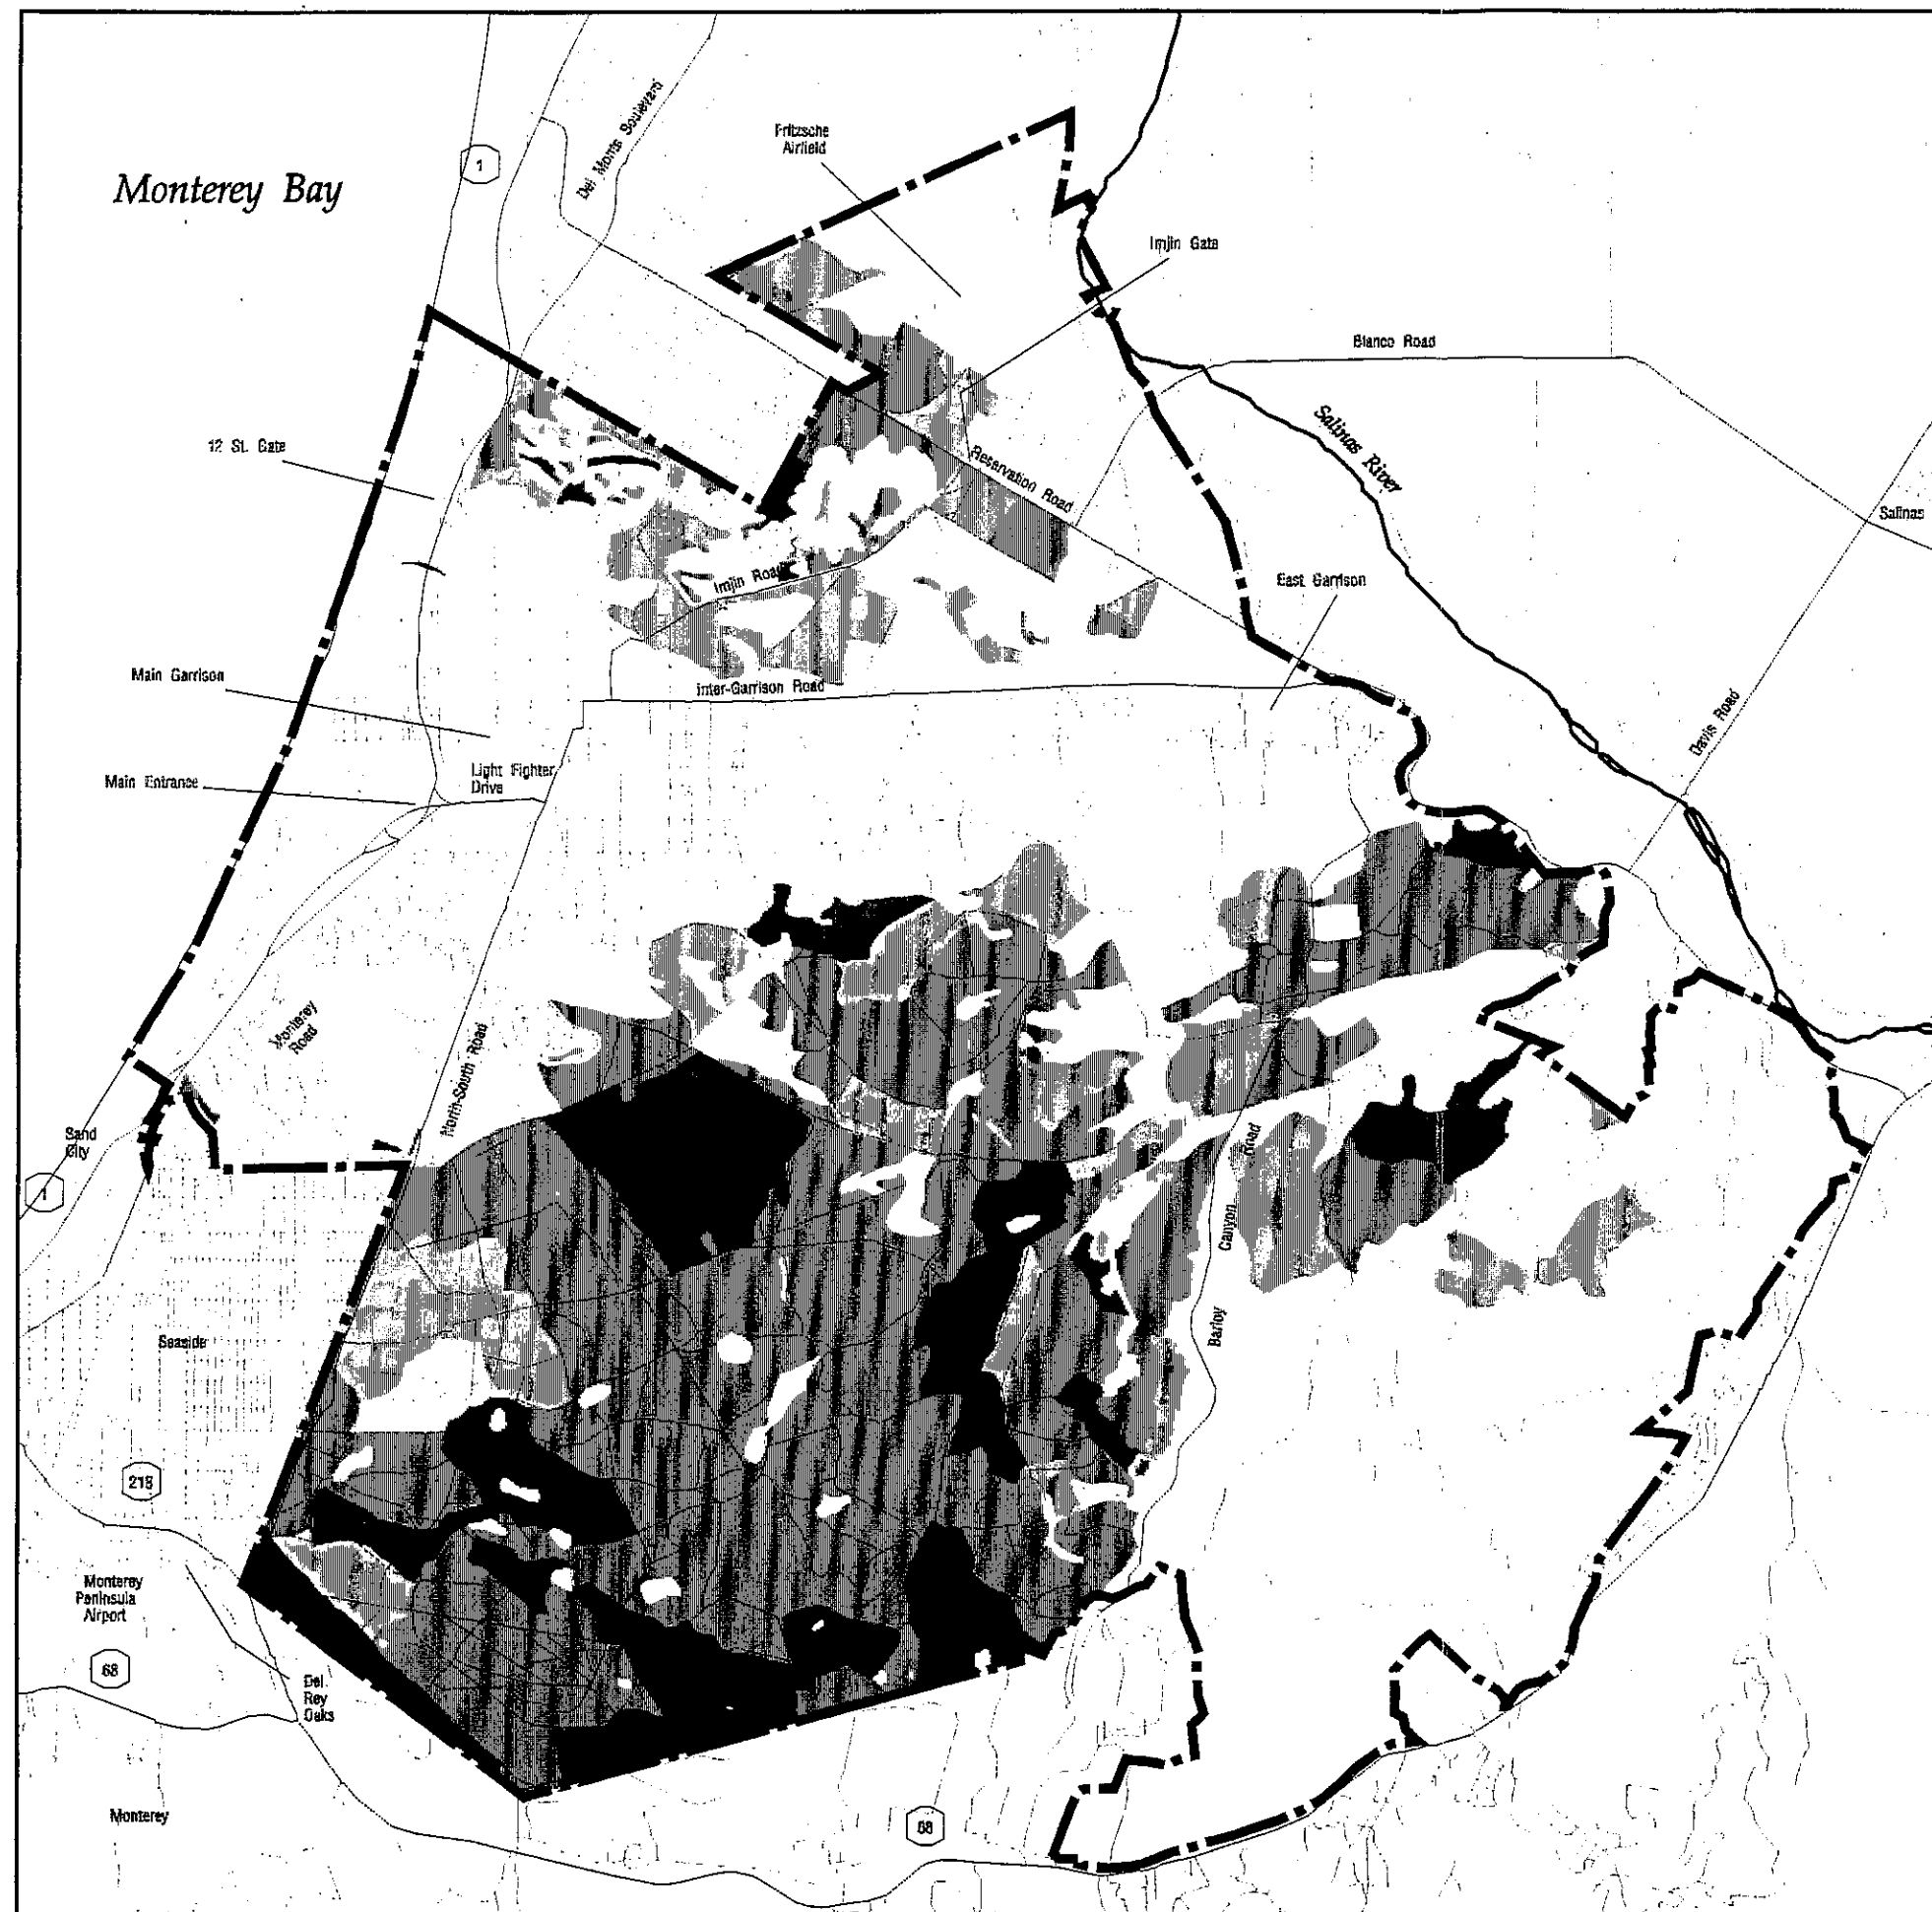 Del Monte Boulevard
Fritzsche
Airfield
1
Monterey Bay
Imjin Gate
Blanco Road
12 St. Gate
Salinas River
Reservation Road
Salinas
Imjin Road
East Garrison
Main Garrison
Inter-Garrison Road
Davis Road
Light Fighter
Drive
Main Entrance
Monterey
Road
North-South Road
Sand
City
1
Barloy Canyon Road
Seaside
218
Monterey
Peninsula
Airport
68
Del
Rey
Oaks
Monterey
68